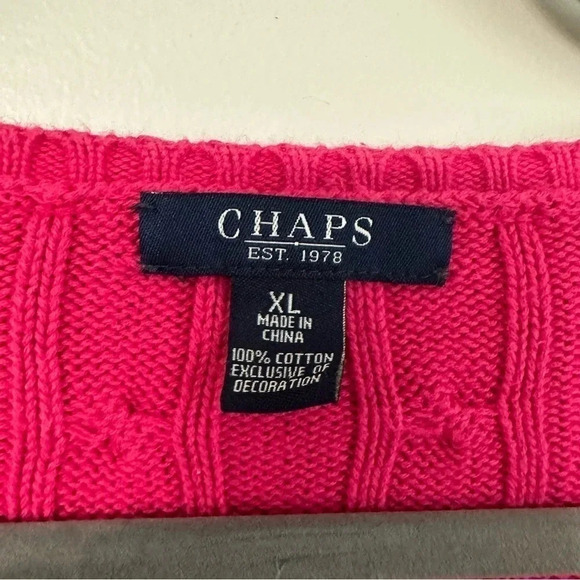 CHAPS
EST. 1978
XL
MADE IN
CHINA
100% COTTON
EXCLUSIVE OF
DECORATION